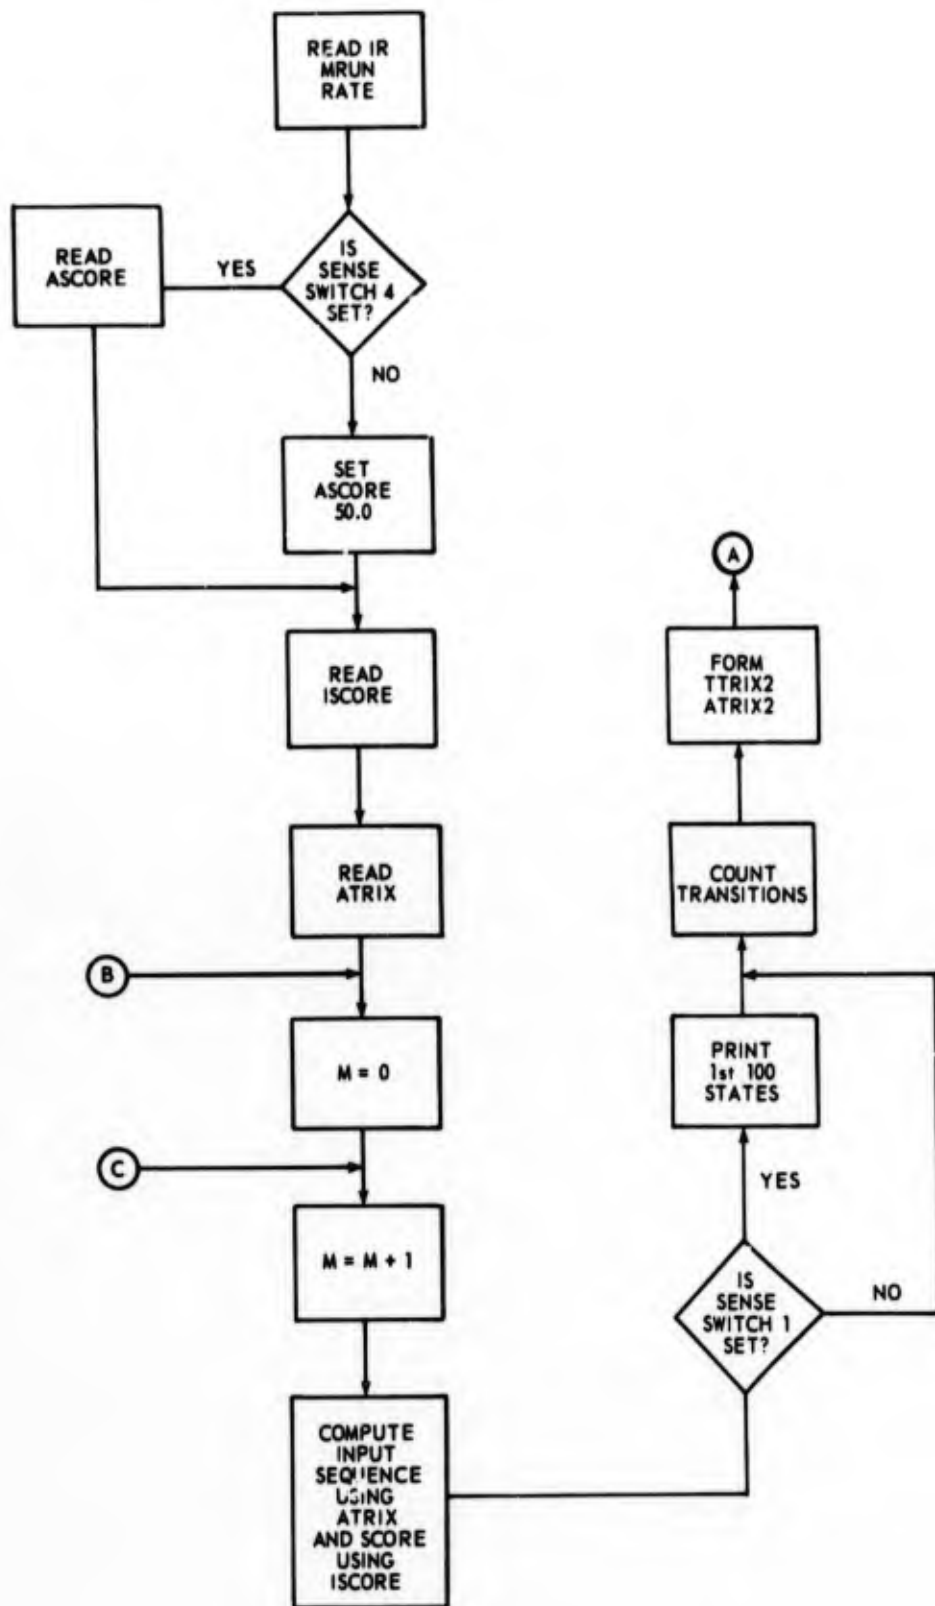 READ IR
MRUN
RATE
IS
SENSE
SWITCH 4
SET?
YES
READ
ASCORE
NO
SET
ASCORE
50.0
READ
ISCORE
READ
ATRIX
B
M = 0
C
M = M + 1
COMPUTE
INPUT
SEQUENCE
USING
ATRIX
AND SCORE
USING
ISCORE
IS
SENSE
SWITCH 1
SET?
NO
YES
PRINT
1st 100
STATES
COUNT
TRANSITIONS
FORM
TTRIX2
ATRIX2
A